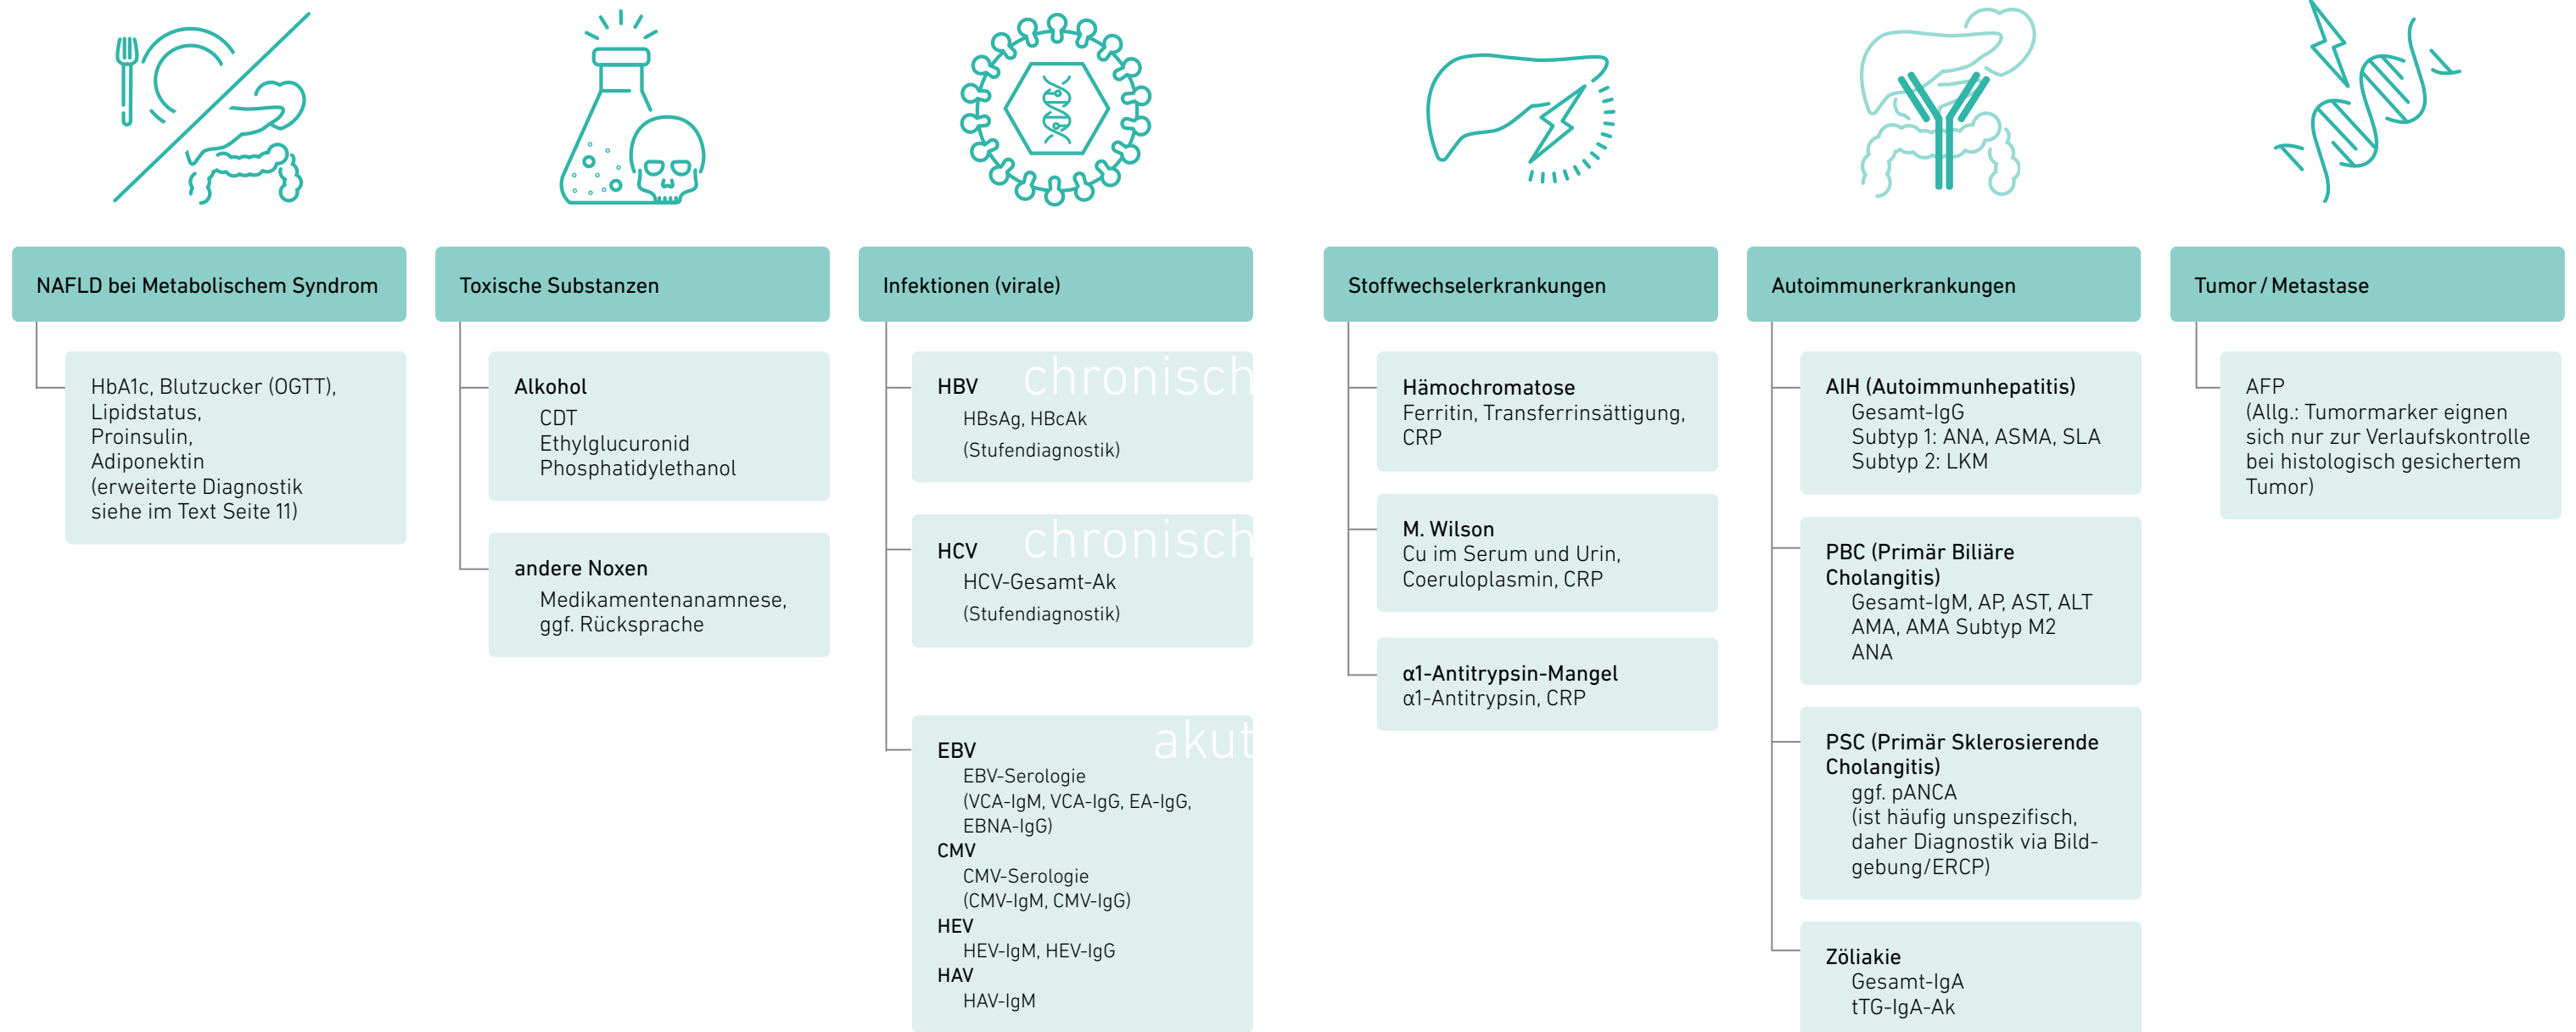 NAFLD bei Metabolischem Syndrom
HbA1c, Blutzucker (OGTT),
Lipidstatus,
Proinsulin,
Adiponektin
(erweiterte Diagnostik
siehe im Text Seite 11)
Toxische Substanzen
Alkohol
CDT
Ethylglucuronid
Phosphatidylethanol
andere Noxen
Medikamentenanamnese,
ggf. Rücksprache
Infektionen (virale)
chronisch
HBV
HBsAg, HBcAk
(Stufendiagnostik)
chronisch
HCV
HCV-Gesamt-Ak
(Stufendiagnostik)
akut
EBV
EBV-Serologie
(VCA-IgM, VCA-IgG, EA-IgG,
EBNA-IgG)
CMV
CMV-Serologie
(CMV-IgM, CMV-IgG)
HEV
HEV-IgM, HEV-IgG
HAV
HAV-IgM
Stoffwechselerkrankungen
Hämochromatose
Ferritin, Transferrinsättigung,
CRP
M. Wilson
Cu im Serum und Urin,
Coeruloplasmin, CRP
α1-Antitrypsin-Mangel
α1-Antitrypsin, CRP
Autoimmunerkrankungen
AIH (Autoimmunhepatitis)
Gesamt-IgG
Subtyp 1: ANA, ASMA, SLA
Subtyp 2: LKM
PBC (Primär Biliäre
Cholangitis)
Gesamt-IgM, AP, AST, ALT
AMA, AMA Subtyp M2
ANA
PSC (Primär Sklerosierende
Cholangitis)
ggf. pANCA
(ist häufig unspezifisch,
daher Diagnostik via Bild-
gebung/ERCP)
Zöliakie
Gesamt-IgA
tTG-IgA-Ak
Tumor / Metastase
AFP
(Allg.: Tumormarker eignen
sich nur zur Verlaufskontrolle
bei histologisch gesichertem
Tumor)